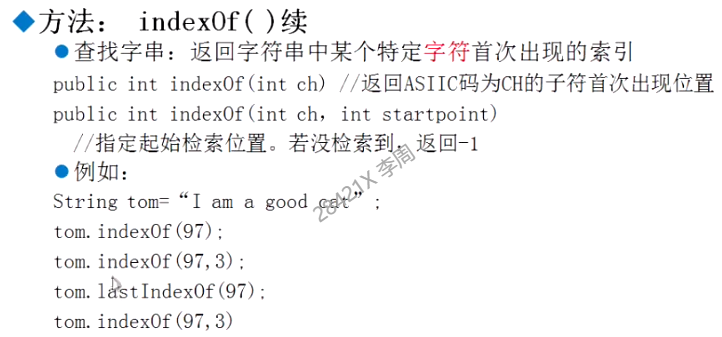 方法： indexOf( )续
查找字串：返回字符串中某个特定字符首次出现的索引
public int indexOf(int ch) //返回ASIIC码为CH的子符首次出现位置
public int indexOf(int ch, int startpoint)
//指定起始检索位置。若没检索到，返回-1
例如：
String tom=“I am a good cat”;
tom.indexOf(97);
tom.indexOf(97,3);
tom.lastIndexOf(97);
tom.indexOf(97,3)
28421X 李周